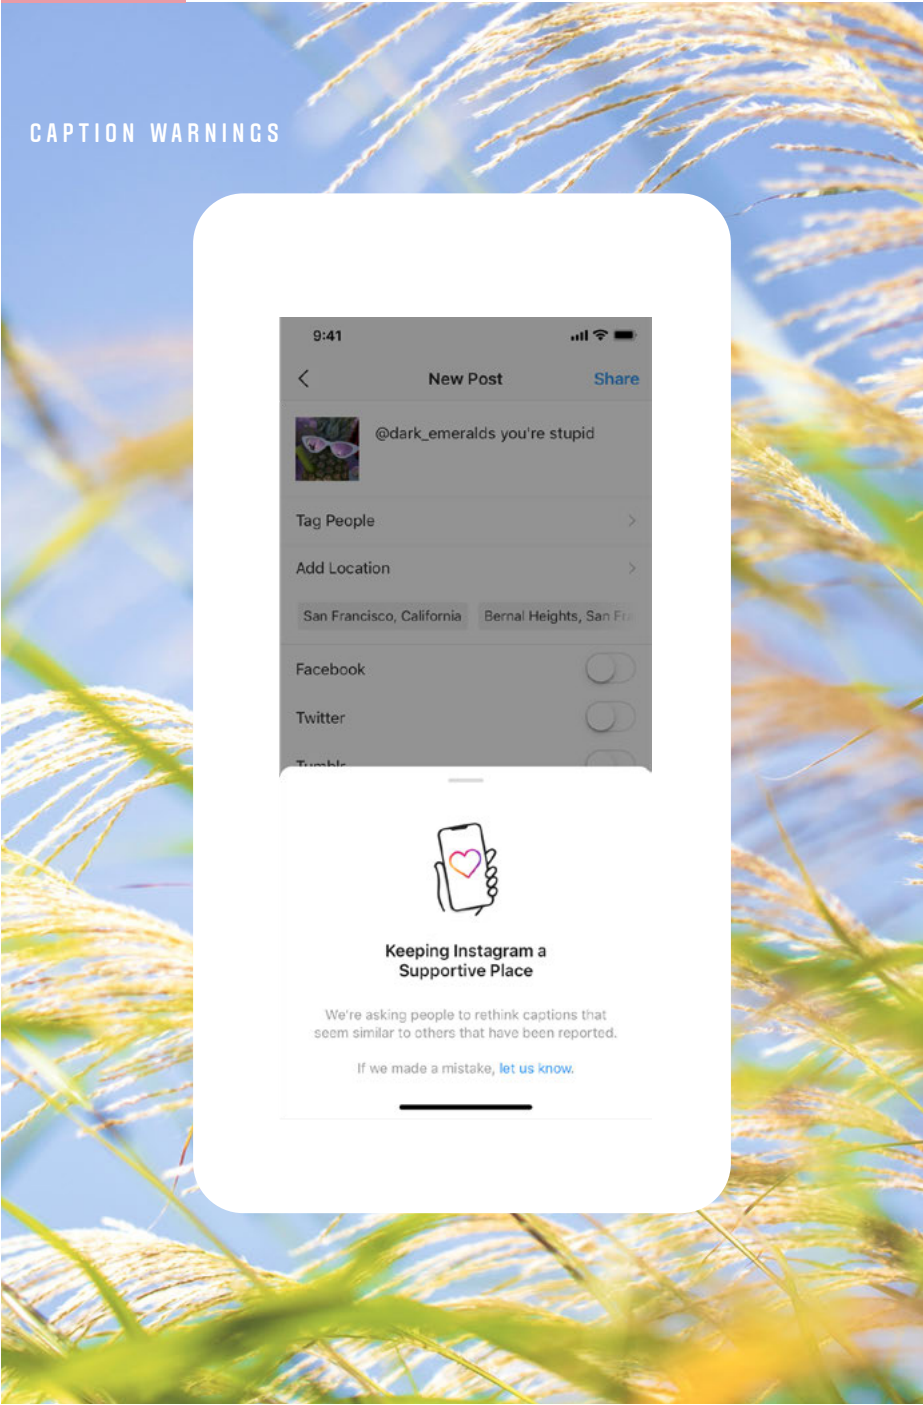 CAPTION WARNINGS
9:41
New Post
Share
@dark_emeralds you're stupid
Tag People
Add Location
San Francisco, California
Bernal Heights, San Fra
Facebook
Twitter
Tumblr
Keeping Instagram a
Supportive Place
We're asking people to rethink captions that
seem similar to others that have been reported.
If we made a mistake, let us know.